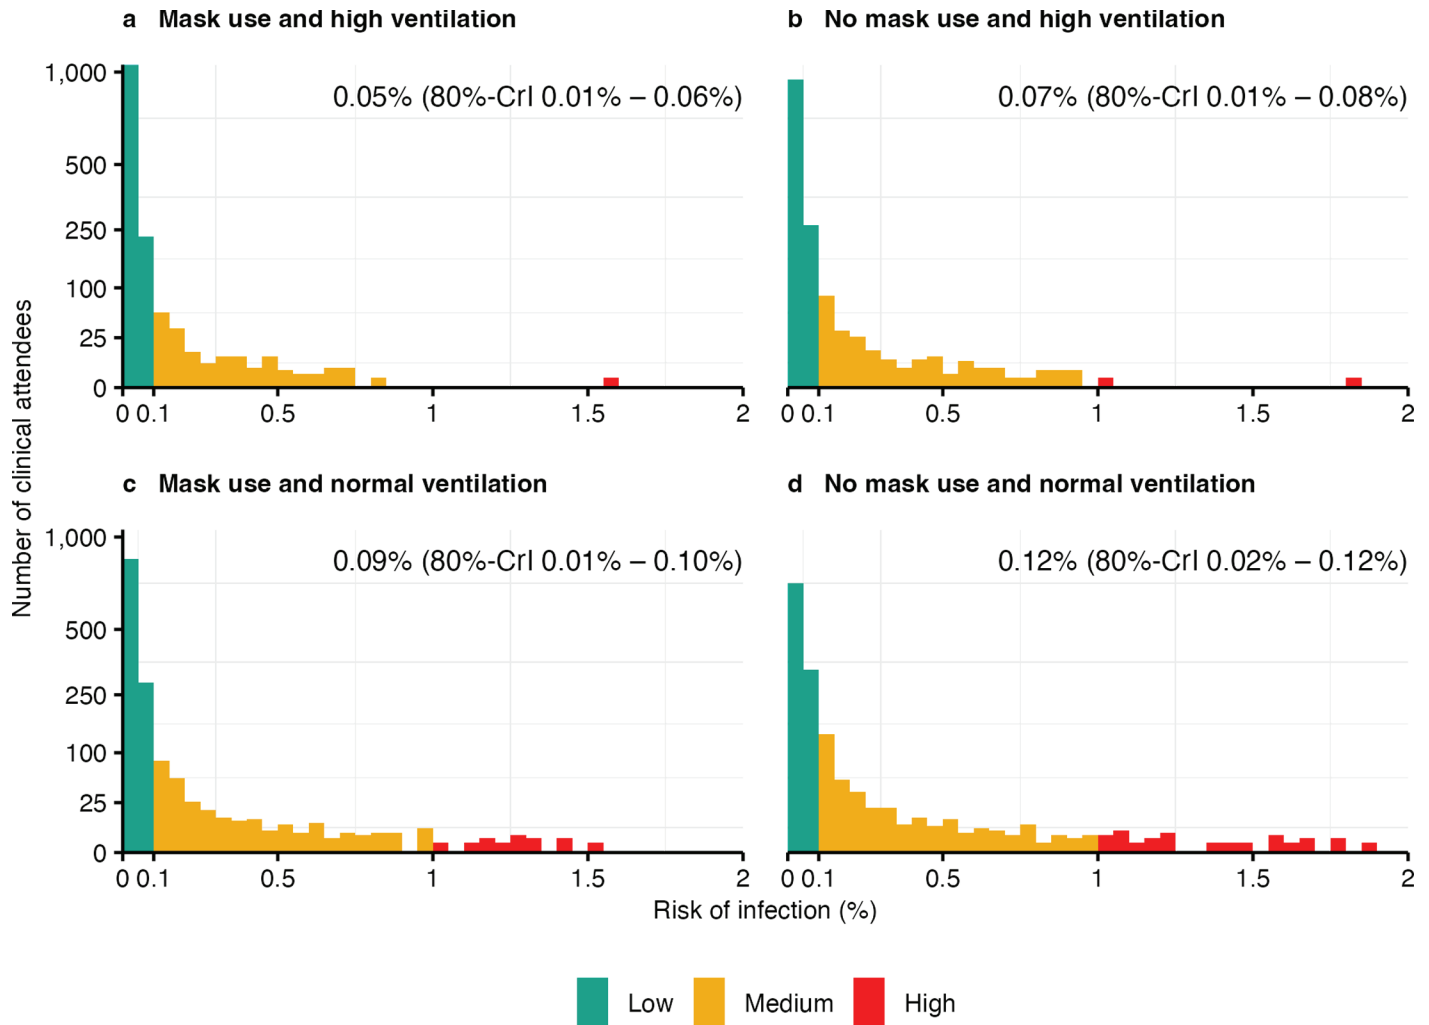 a Mask use and high ventilation
b No mask use and high ventilation
0.05% (80%-CrI 0.01% – 0.06%)
0.07% (80%-CrI 0.01% – 0.08%)
1,000
500
250
100
25
0
0 0.1 0.5 1 1.5 2
0 0.1 0.5 1 1.5 2
Number of clinical attendees
c Mask use and normal ventilation
d No mask use and normal ventilation
0.09% (80%-CrI 0.01% – 0.10%)
0.12% (80%-CrI 0.02% – 0.12%)
1,000
500
250
100
25
0
0 0.1 0.5 1 1.5 2
0 0.1 0.5 1 1.5 2
Risk of infection (%)
Low Medium High